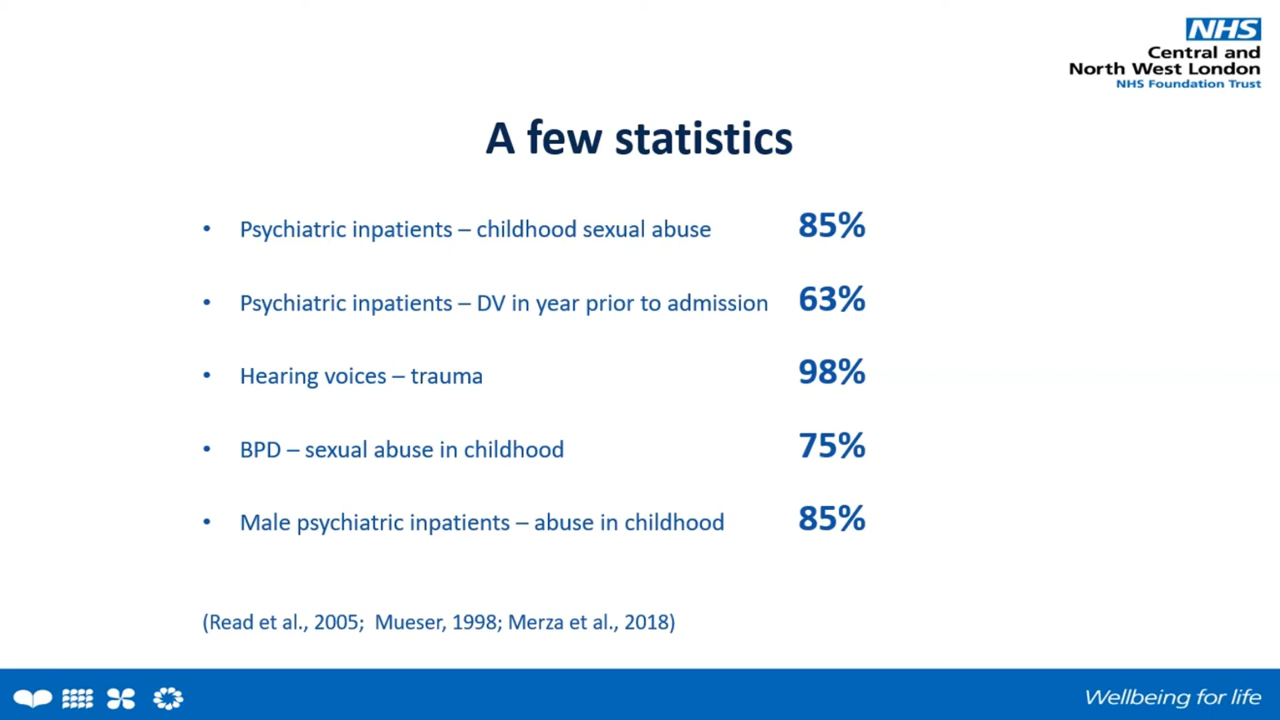 NHS
Central and
North West London
NHS Foundation Trust
A few statistics
• Psychiatric inpatients – childhood sexual abuse 85%
• Psychiatric inpatients – DV in year prior to admission 63%
• Hearing voices – trauma 98%
• BPD – sexual abuse in childhood 75%
• Male psychiatric inpatients – abuse in childhood 85%
(Read et al., 2005;  Mueser, 1998; Merza et al., 2018)
Wellbeing for life